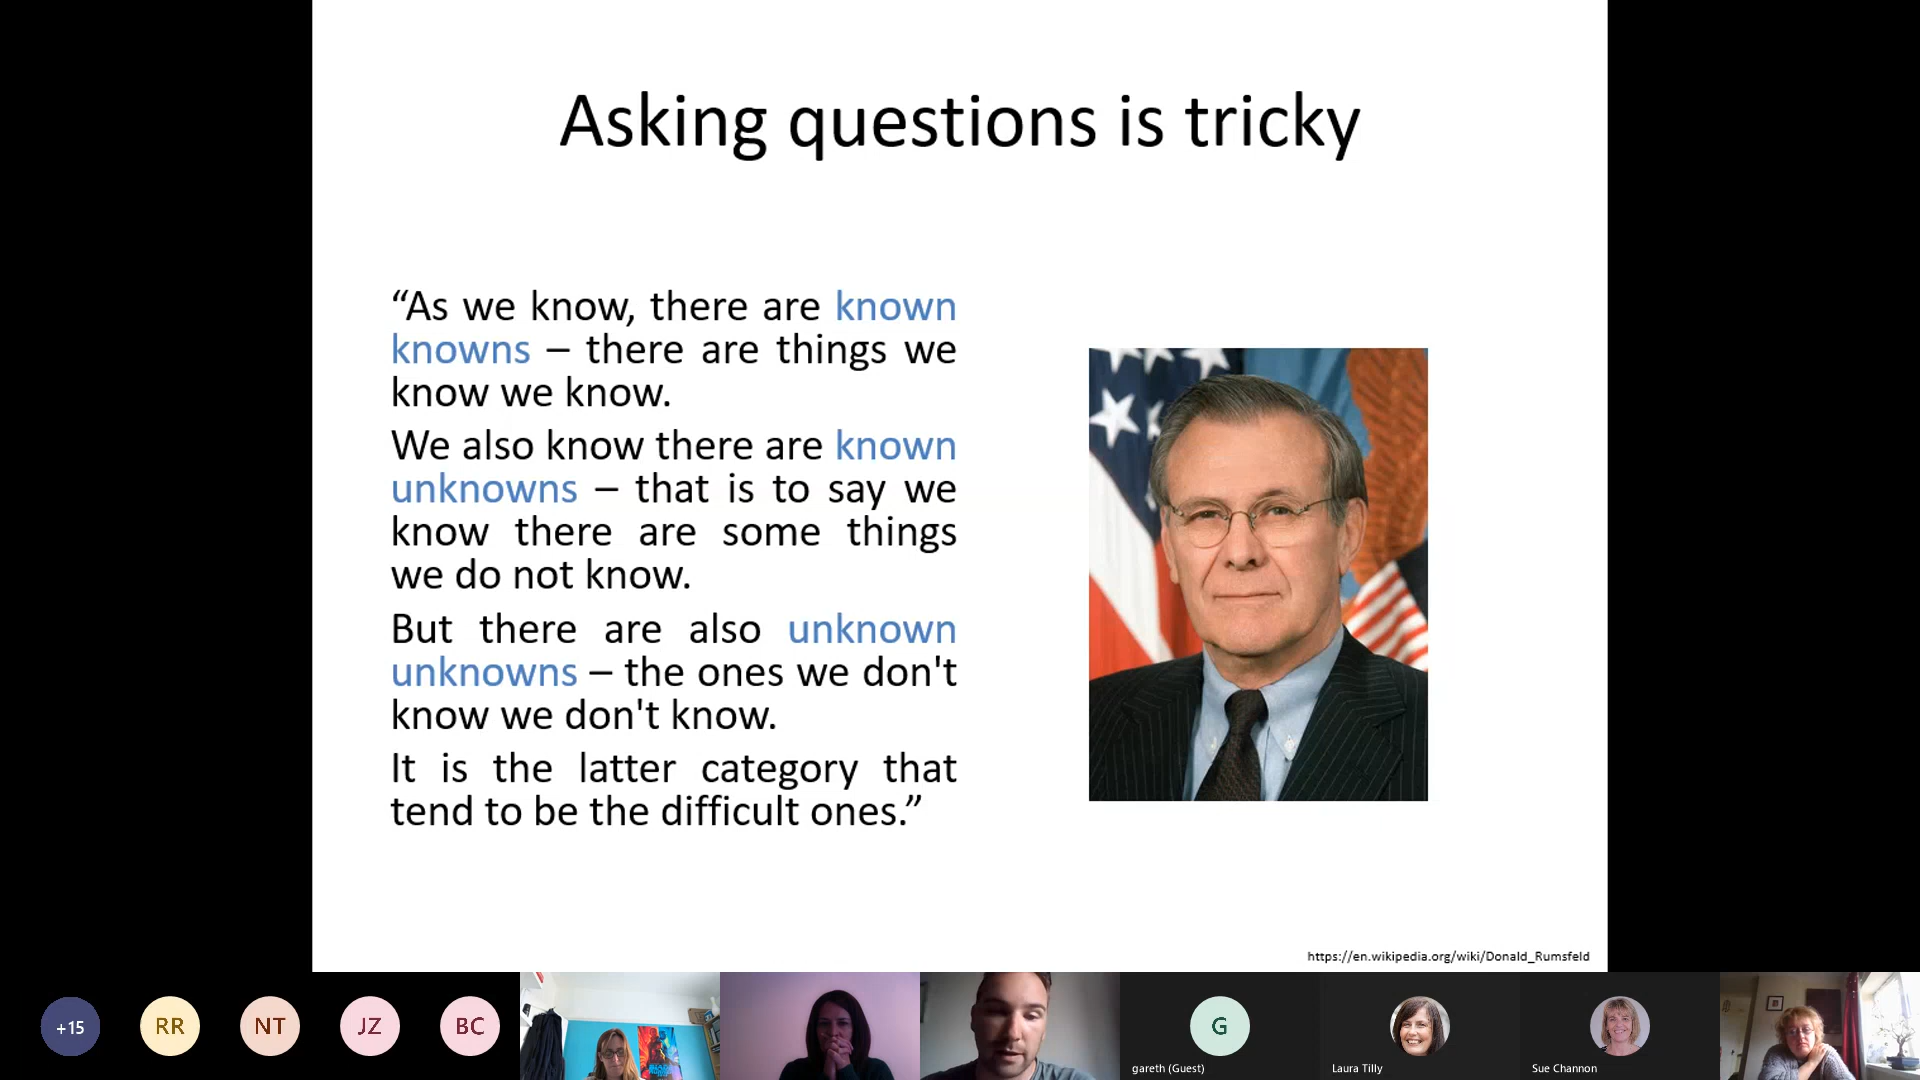 Asking questions is tricky
“As we know, there are known
knowns – there are things we
know we know.
We also know there are known
unknowns – that is to say we
know there are some things
we do not know.
But there are also unknown
unknowns – the ones we don't
know we don't know.
It is the latter category that
tend to be the difficult ones.”
https://en.wikipedia.org/wiki/Donald_Rumsfeld
+15
RR
NT
JZ
BC
G
gareth (Guest)
Laura Tilly
Sue Channon